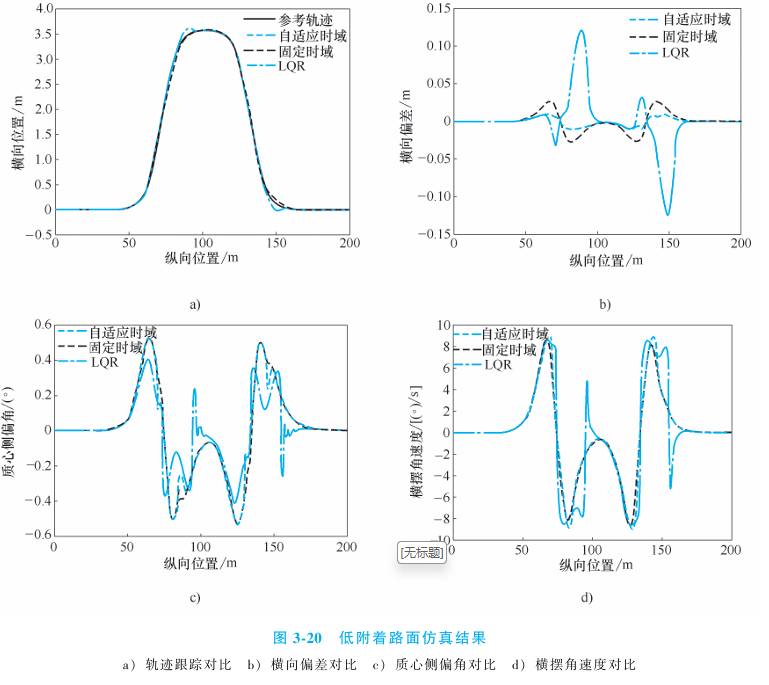 4.0
3.5
3.0
2.5
2.0
1.5
1.0
0.5
0
−0.5
横向位置/m
参考轨迹
自适应时域
固定时域
LQR
0 50 100 150 200
纵向位置/m
a)
0.15
0.10
0.05
0
−0.05
−0.10
−0.15
横向偏差/m
自适应时域
固定时域
LQR
0 50 100 150 200
纵向位置/m
b)
0.6
0.4
0.2
0
−0.2
−0.4
−0.6
质心侧偏角/(°)
自适应时域
固定时域
LQR
0 50 100 150 200
纵向位置/m
c)
10
8
6
4
2
0
−2
−4
−6
−8
−10
横摆角速度/[(°)/s]
自适应时域
固定时域
LQR
[无标题]
0 50 100 150 200
纵向位置/m
d)
图 3-20 低附着路面仿真结果
a) 轨迹跟踪对比 b) 横向偏差对比 c) 质心侧偏角对比 d) 横摆角速度对比